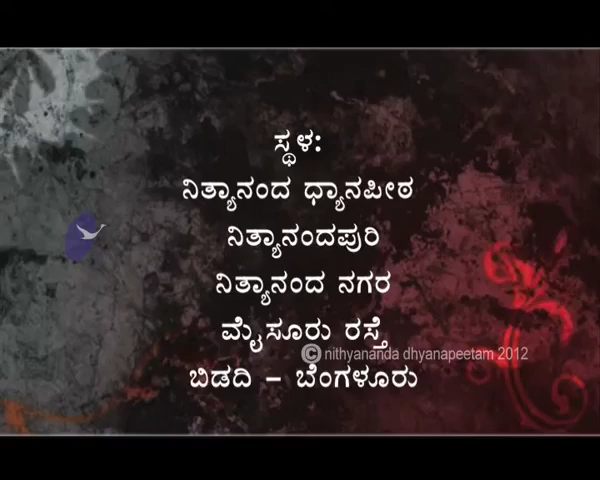 ಸ್ಥಳ:
ನಿತ್ಯಾನಂದ ಧ್ಯಾನಪೀಠ
ನಿತ್ಯಾನಂದಪುರಿ
ನಿತ್ಯಾನಂದ ನಗರ
ಮೈಸೂರು ರಸ್ತೆ
© nithyananda dhyanapeetam 2012
ಬಿಡದಿ – ಬೆಂಗಳೂರು